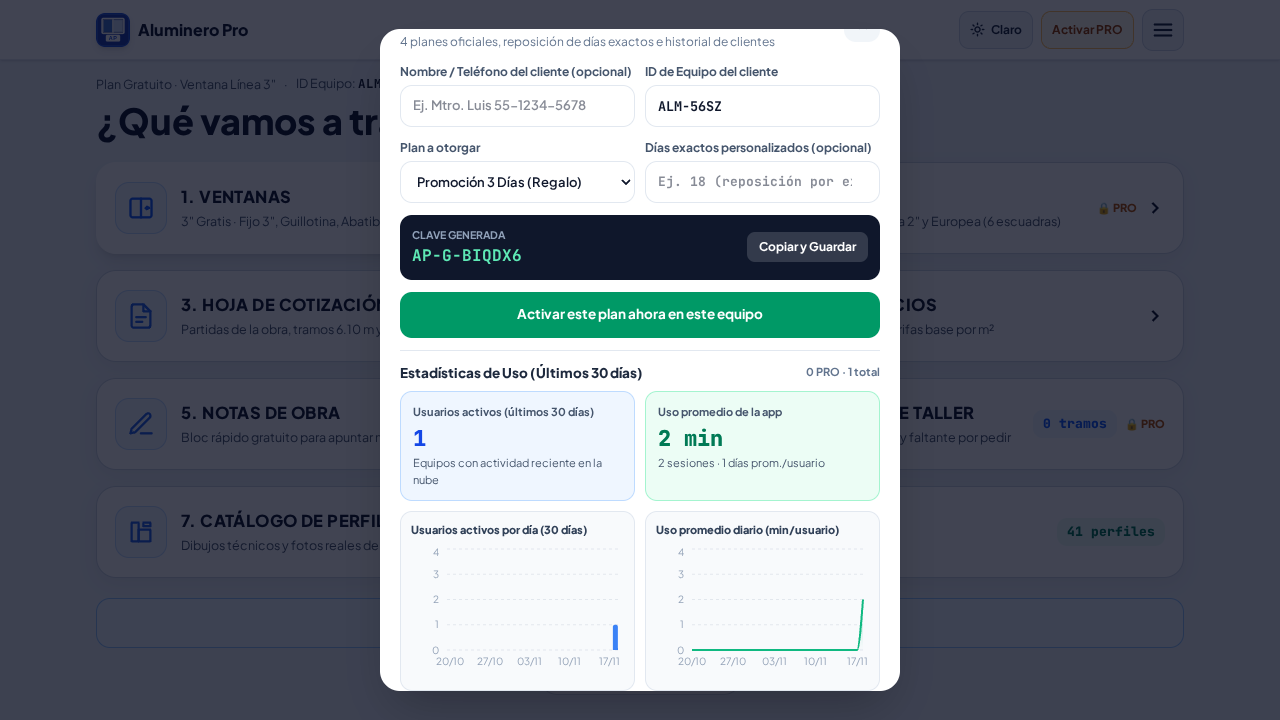 Aluminero Pro
Claro
Activar PRO
Plan Gratuito · Ventana Línea 3" · ID Equipo: ALM
¿Qué vamos a tra
1. VENTANAS
3" Gratis · Fijo 3", Guillotina, Abatib
a 2" y Europea (6 escuadras)
PRO
3. HOJA DE COTIZACIÓN
Partidas de la obra, tramos 6.10 m y
CIOS
rifas base por m²
5. NOTAS DE OBRA
Bloc rápido gratuito para apuntar r
E TALLER
y faltante por pedir
0 tramos
PRO
7. CATÁLOGO DE PERFIL
Dibujos técnicos y fotos reales de
41 perfiles
4 planes oficiales, reposición de días exactos e historial de clientes
Nombre / Teléfono del cliente (opcional)
ID de Equipo del cliente
Ej. Mtro. Luis 55-1234-5678
ALM-56SZ
Plan a otorgar
Días exactos personalizados (opcional)
Promoción 3 Días (Regalo)
Ej. 18 (reposición por e
CLAVE GENERADA
AP-G-BIQDX6
Copiar y Guardar
Activar este plan ahora en este equipo
Estadísticas de Uso (Últimos 30 días)
0 PRO · 1 total
Usuarios activos (últimos 30 días)
1
Equipos con actividad reciente en la
nube
Uso promedio de la app
2 min
2 sesiones · 1 días prom./usuario
Usuarios activos por día (30 días)
4
3
2
1
0
20/10 27/10 03/11 10/11 17/11
Uso promedio diario (min/usuario)
4
3
2
1
0
20/10 27/10 03/11 10/11 17/11